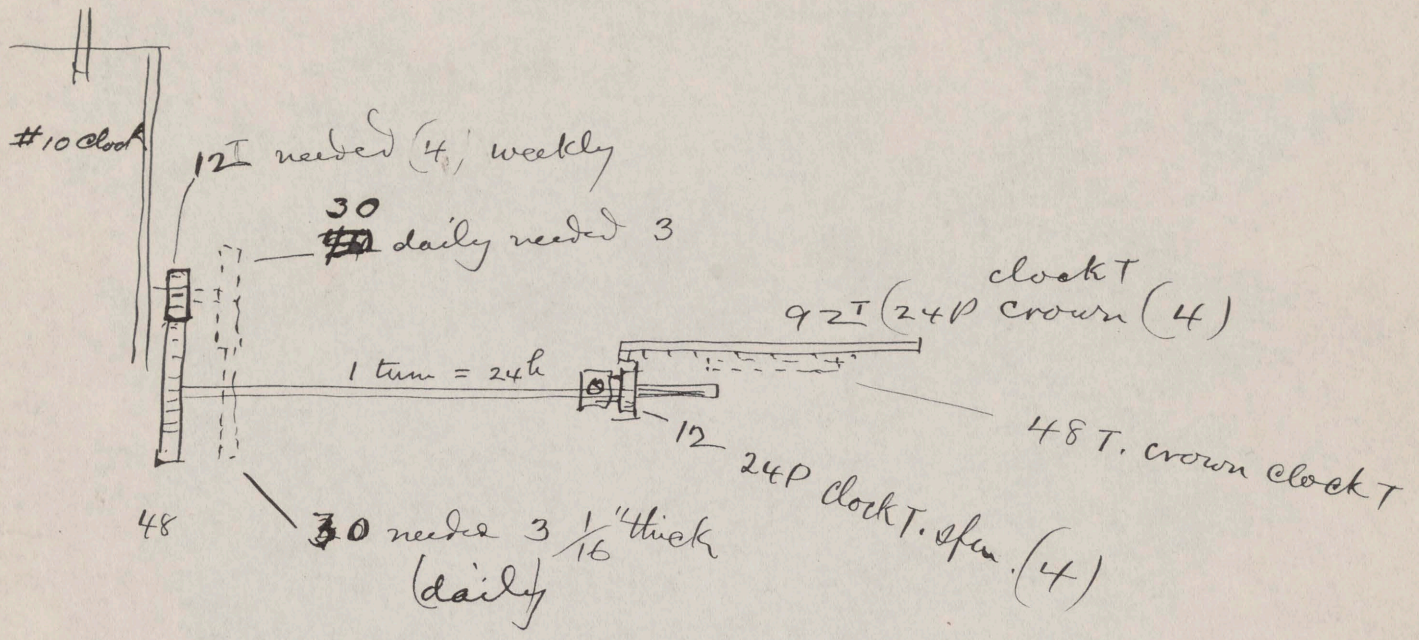 #10 clock
12T needed (4) weekly
30
daily needed 3
clock T
92T (24P crown (4)
1 turn = 24h
12
48 T. crown clock T
24P clock T. (4)
48
30 needed 3 1/16" thick
(daily)